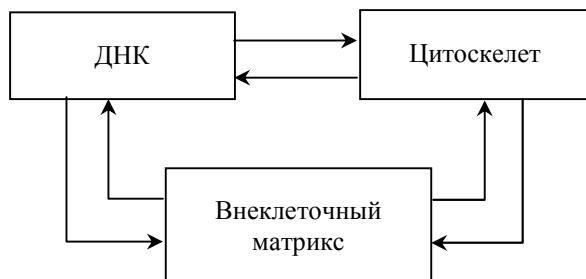 ДНК
Цитоскелет
Внеклеточный
матрикс